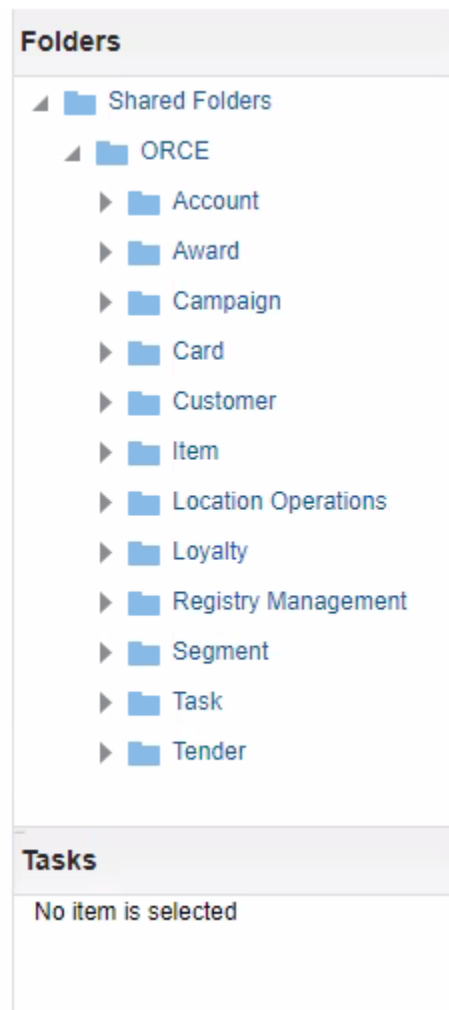 Folders
Shared Folders
ORCE
Account
Award
Campaign
Card
Customer
Item
Location Operations
Loyalty
Registry Management
Segment
Task
Tender
Tasks
No item is selected